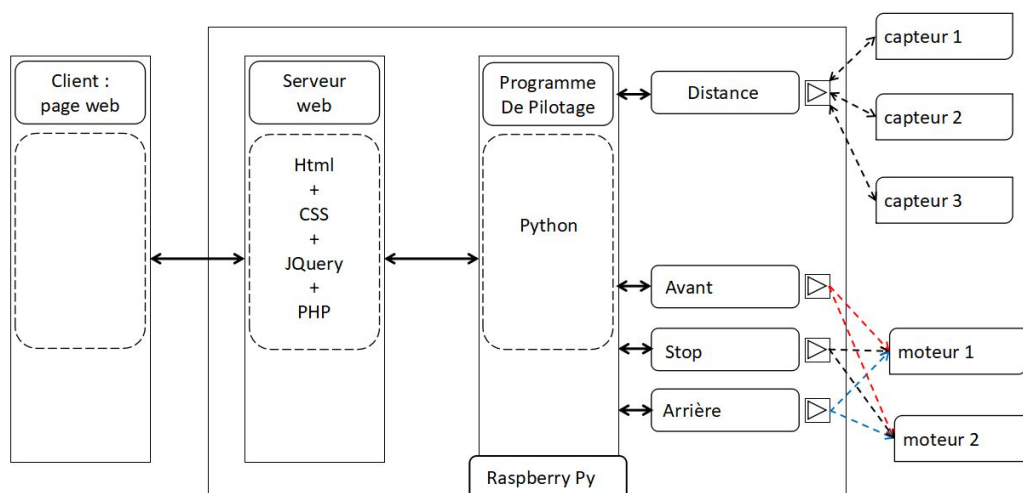 Client :
page web
Serveur
web
Html
+
CSS
+
JQuery
+
PHP
Programme
De Pilotage
Python
Distance
capteur 1
capteur 2
capteur 3
Avant
Stop
Arrière
moteur 1
moteur 2
Raspberry Py